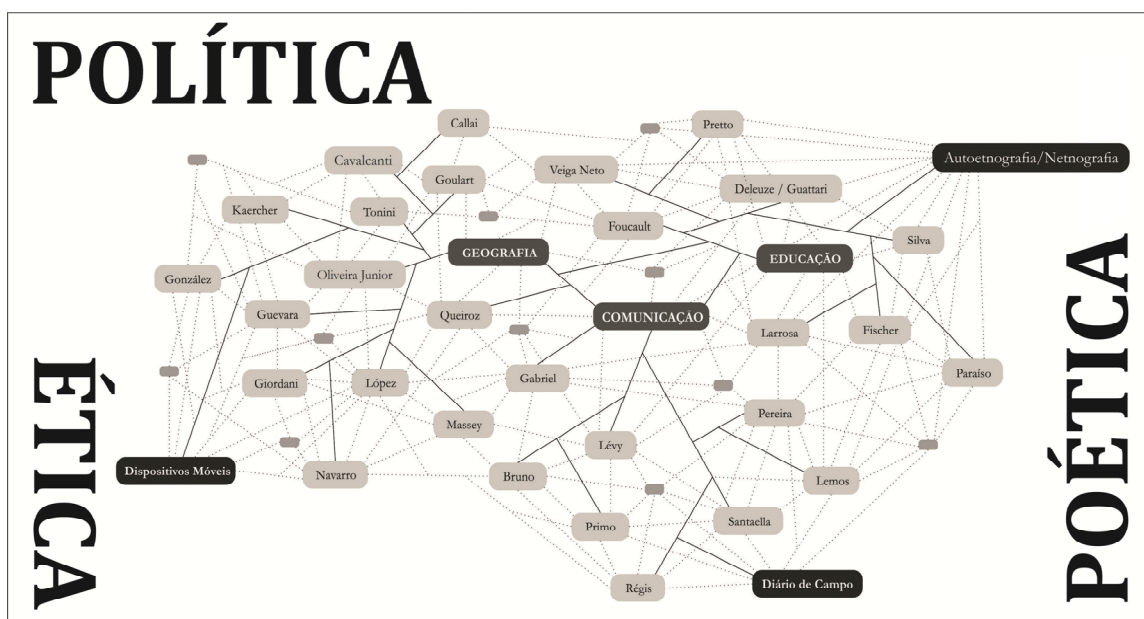 POLÍTICA
Callai
Pretto
Cavalcanti
Autoetnografia/Netnografia
Goulart
Veiga Neto
Deleuze / Guattari
Kaercher
Tonini
Foucault
Silva
GEOGRAFIA
EDUCAÇÃO
González
Oliveira Junior
Guevara
Queiroz
COMUNICAÇÃO
Larrosa
Fischer
Giordani
López
Gabriel
Paraíso
Massey
Pereira
Lévy
Dispositivos Móveis
Navarro
Bruno
Lemos
Primo
Santaella
Régis
Diário de Campo
ÉTICA
POÉTICA